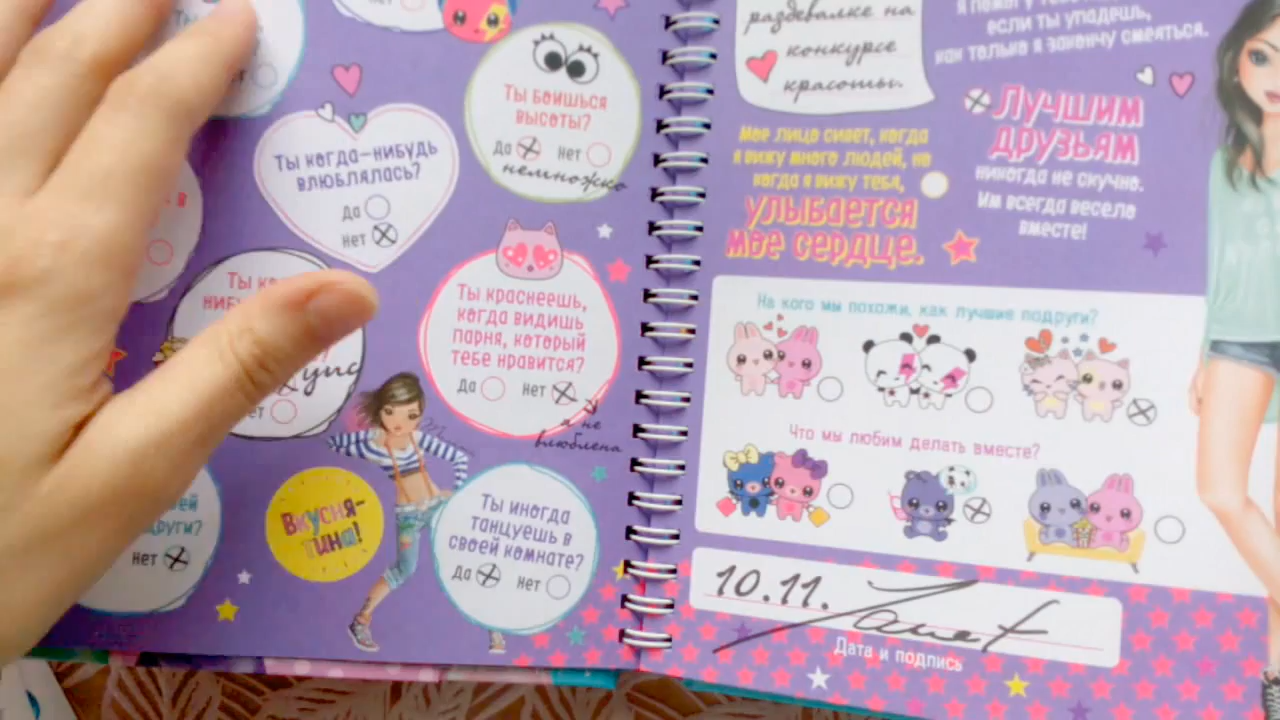 Да
Нет
Ты боишься
высоты?
Да Нет
немножко
Ты когда-нибудь
влюблялась?
Да
Нет
Ты краснеешь,
когда видишь
парня, который
тебе нравится?
Да Нет
я не
влюблена
Вкусня-
тина!
Нет
Ты иногда
танцуешь в
своей комнате?
Да Нет
раздевалке на
конкурсе
красоты.
если ты упадешь,
как только я закончу смеяться.
Лучшим
друзьям
никогда не скучно.
Им всегда весело
вместе!
Мое лицо сияет, когда
я вижу много людей, но
когда я вижу тебя,
улыбается
мое сердце.
На кого мы похожи, как лучшие подруги?
Что мы любим делать вместе?
10.11. Janet
Дата и подпись